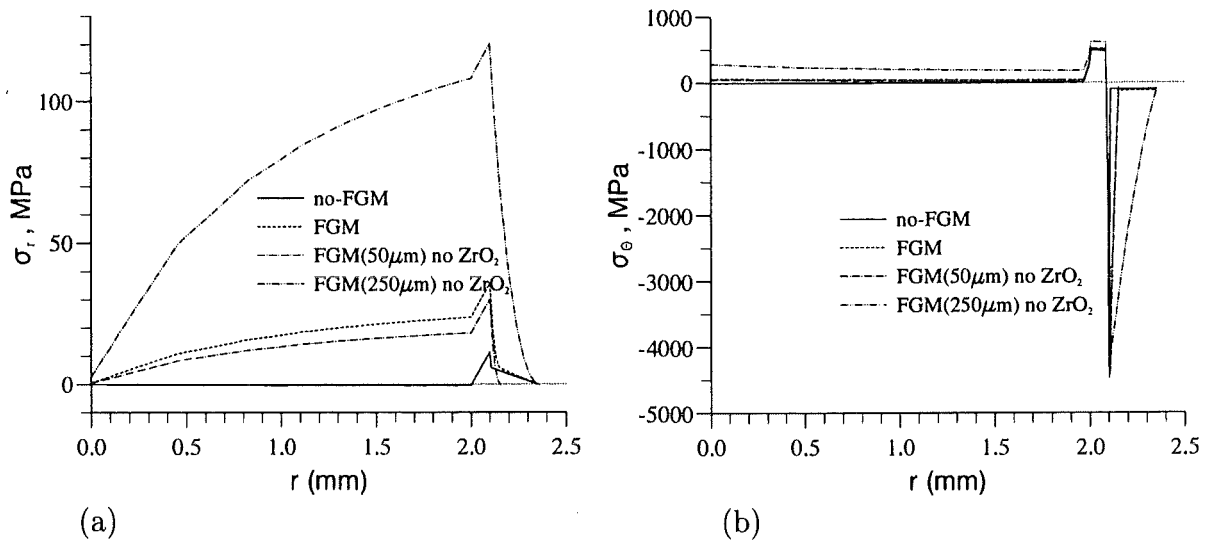 (a)
100
50
0
σr , MPa
no-FGM
FGM
FGM(50μm) no ZrO2
FGM(250μm) no ZrO2
0.0 0.5 1.0 1.5 2.0 2.5
r (mm)
(a)
(b)
1000
0
-1000
-2000
-3000
-4000
-5000
σθ , MPa
no-FGM
FGM
FGM(50μm) no ZrO2
FGM(250μm) no ZrO2
0.0 0.5 1.0 1.5 2.0 2.5
r (mm)
(b)